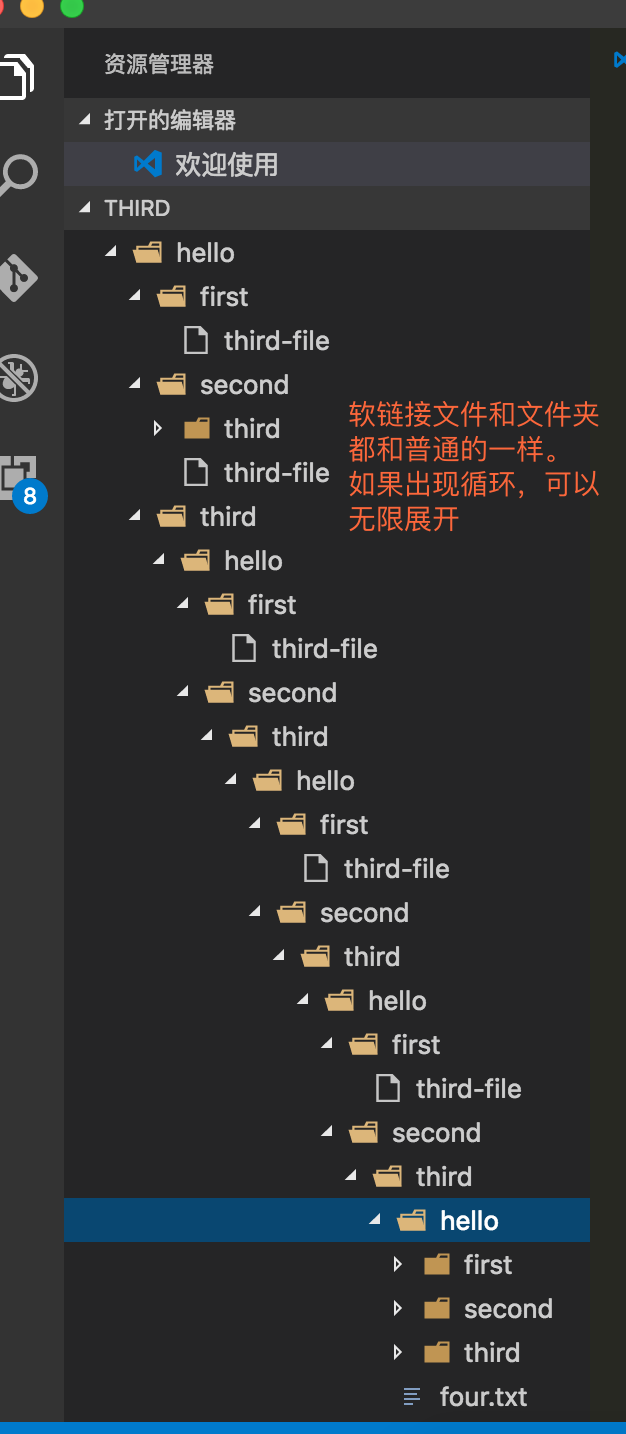 资源管理器
打开的编辑器
欢迎使用
THIRD
hello
first
third-file
second
third
third-file
软链接文件和文件夹
都和普通的一样。
如果出现循环，可以
无限展开
third
hello
first
third-file
second
third
hello
first
third-file
second
third
hello
first
third-file
second
third
hello
first
second
third
four.txt
8